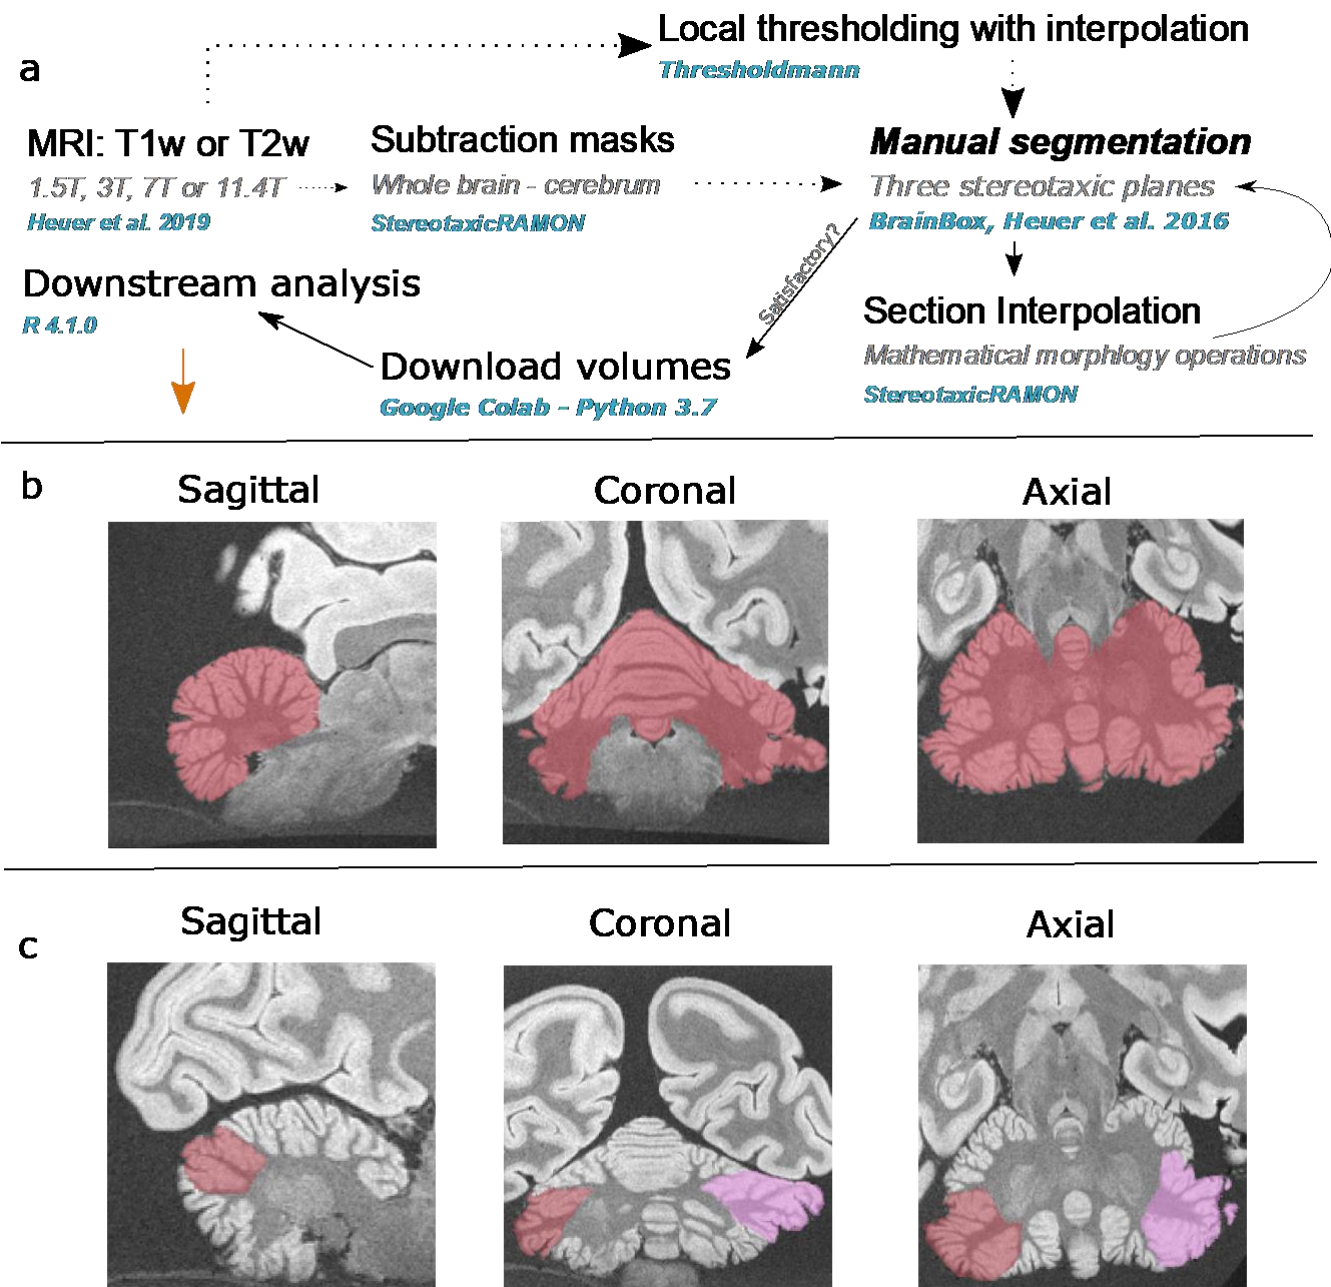 a
Local thresholding with interpolation
Thresholdmann
MRI: T1w or T2w
1.5T, 3T, 7T or 11.4T
Heuer et al. 2019
Subtraction masks
Whole brain - cerebrum
StereotaxicRAMON
Manual segmentation
Three stereotaxic planes
BrainBox, Heuer et al. 2016
Satisfactory?
Section Interpolation
Mathematical morphlogy operations
StereotaxicRAMON
Download volumes
Google Colab - Python 3.7
Downstream analysis
R 4.1.0
b
Sagittal
Coronal
Axial
c
Sagittal
Coronal
Axial